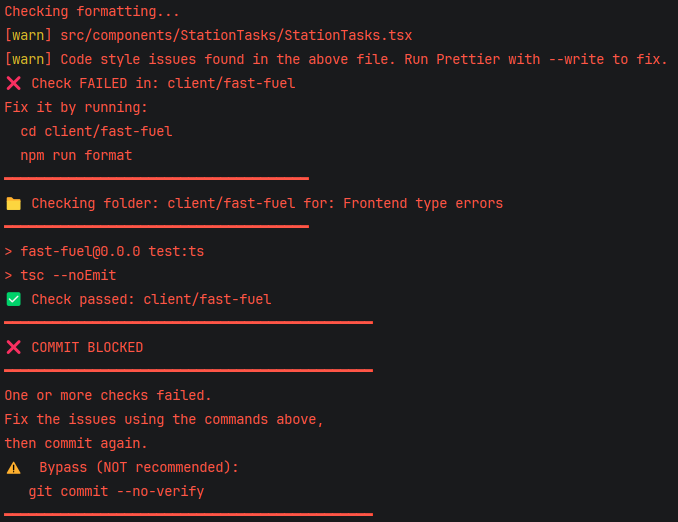 Checking formatting...
[warn] src/components/StationTasks/StationTasks.tsx
[warn] Code style issues found in the above file. Run Prettier with --write to fix.
❌ Check FAILED in: client/fast-fuel
Fix it by running:
  cd client/fast-fuel
  npm run format
📁 Checking folder: client/fast-fuel for: Frontend type errors
> fast-fuel@0.0.0 test:ts
> tsc --noEmit
✅ Check passed: client/fast-fuel
❌ COMMIT BLOCKED
One or more checks failed.
Fix the issues using the commands above,
then commit again.
⚠️  Bypass (NOT recommended):
   git commit --no-verify